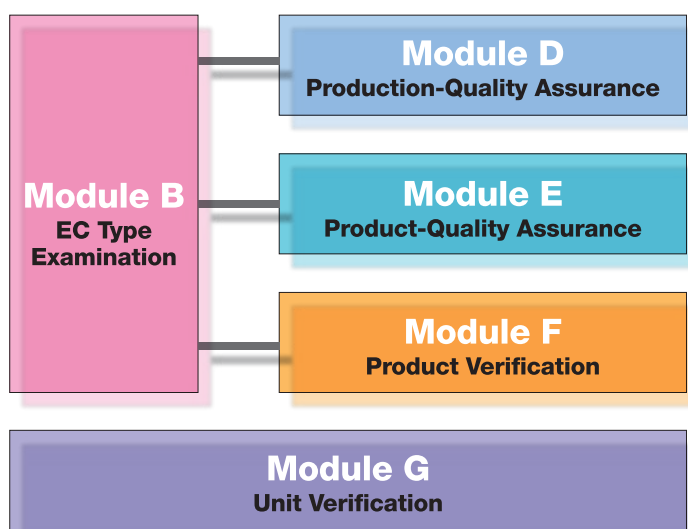 Module B
EC Type
Examination
Module D
Production-Quality Assurance
Module E
Product-Quality Assurance
Module F
Product Verification
Module G
Unit Verification